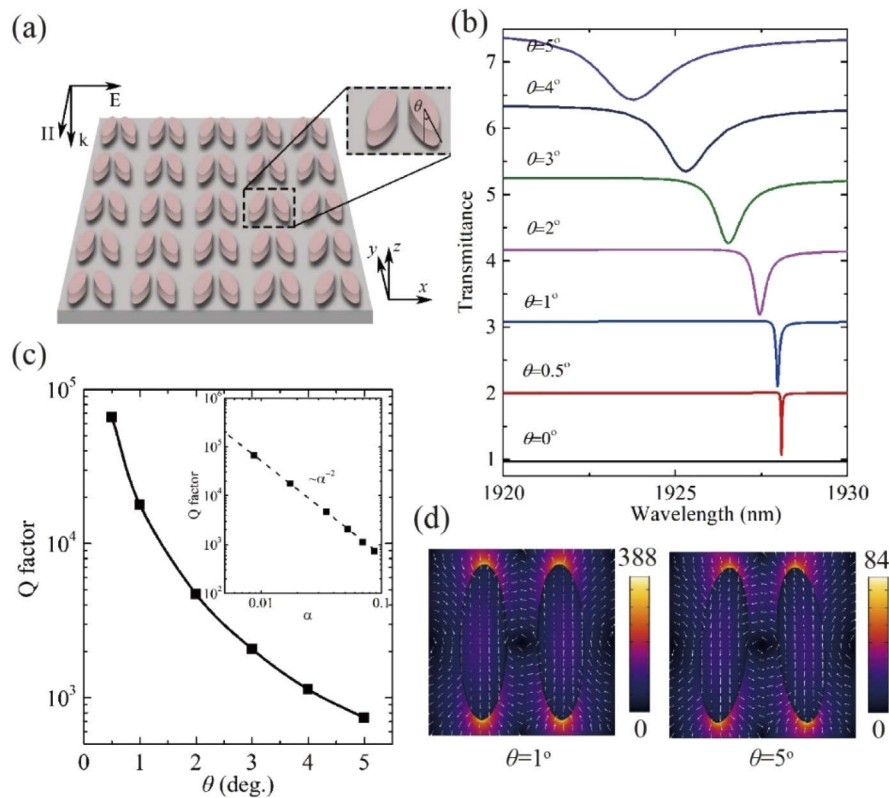 (a)
E
H
k
θ
y
z
x
(b)
Transmittance
7
6
5
4
3
2
1
θ=5°
θ=4°
θ=3°
θ=2°
θ=1°
θ=0.5°
θ=0°
1920
1925
1930
Wavelength (nm)
(c)
Q factor
10⁵
10⁴
10³
0
1
2
3
4
5
θ (deg.)
Q factor
10⁶
10⁵
10⁴
10³
10²
~α⁻²
0.01
0.1
α
(d)
388
0
84
0
θ=1°
θ=5°